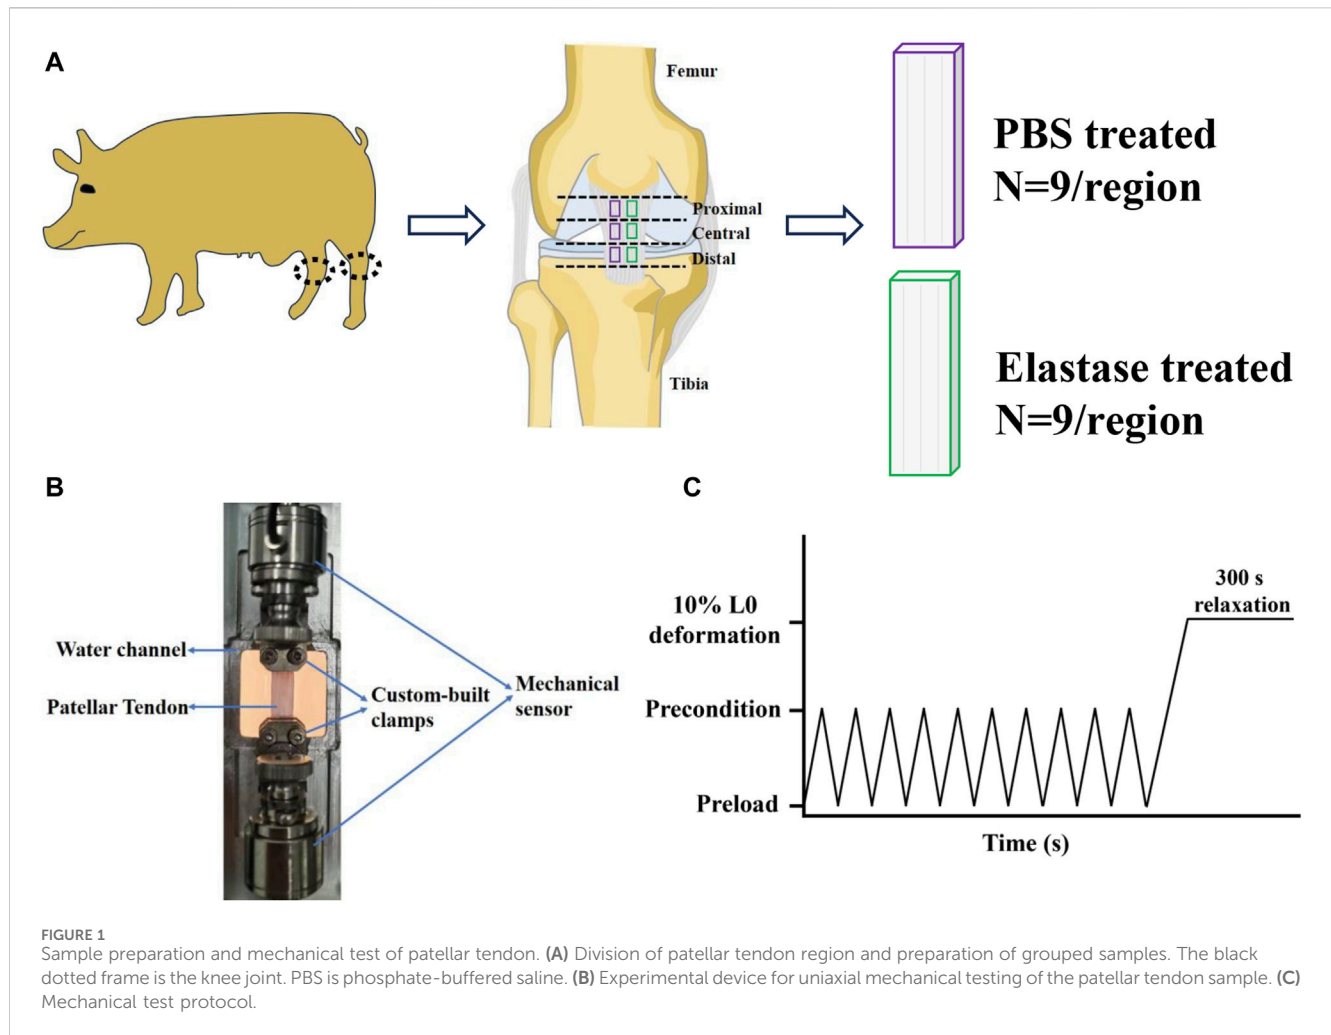 A
Femur
Proximal
Central
Distal
Tibia
PBS treated
N=9/region
Elastase treated
N=9/region
B
Water channel
Patellar Tendon
Custom-built
clamps
Mechanical
sensor
C
10% L0
deformation
Precondition
Preload
300 s
relaxation
Time (s)
FIGURE 1
Sample preparation and mechanical test of patellar tendon. (A) Division of patellar tendon region and preparation of grouped samples. The black
dotted frame is the knee joint. PBS is phosphate-buffered saline. (B) Experimental device for uniaxial mechanical testing of the patellar tendon sample. (C)
Mechanical test protocol.